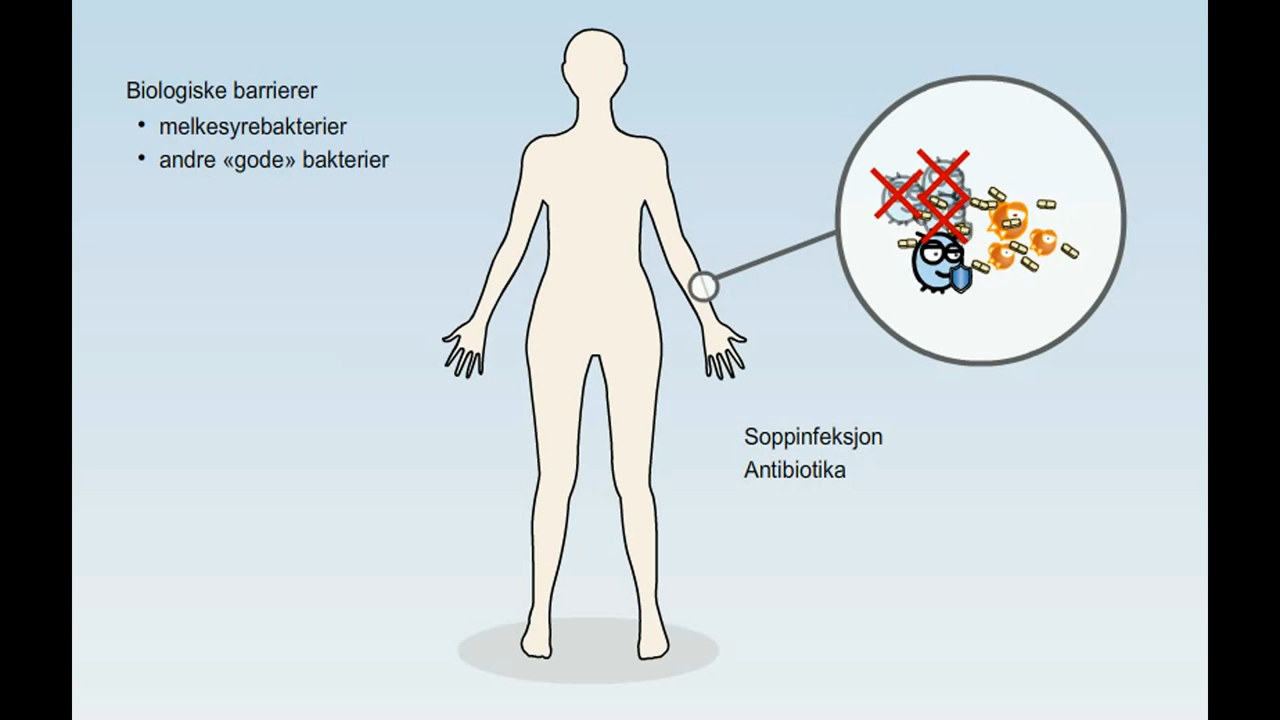 Biologiske barrierer
• melkesyrebakterier
• andre «gode» bakterier
Soppinfeksjon
Antibiotika